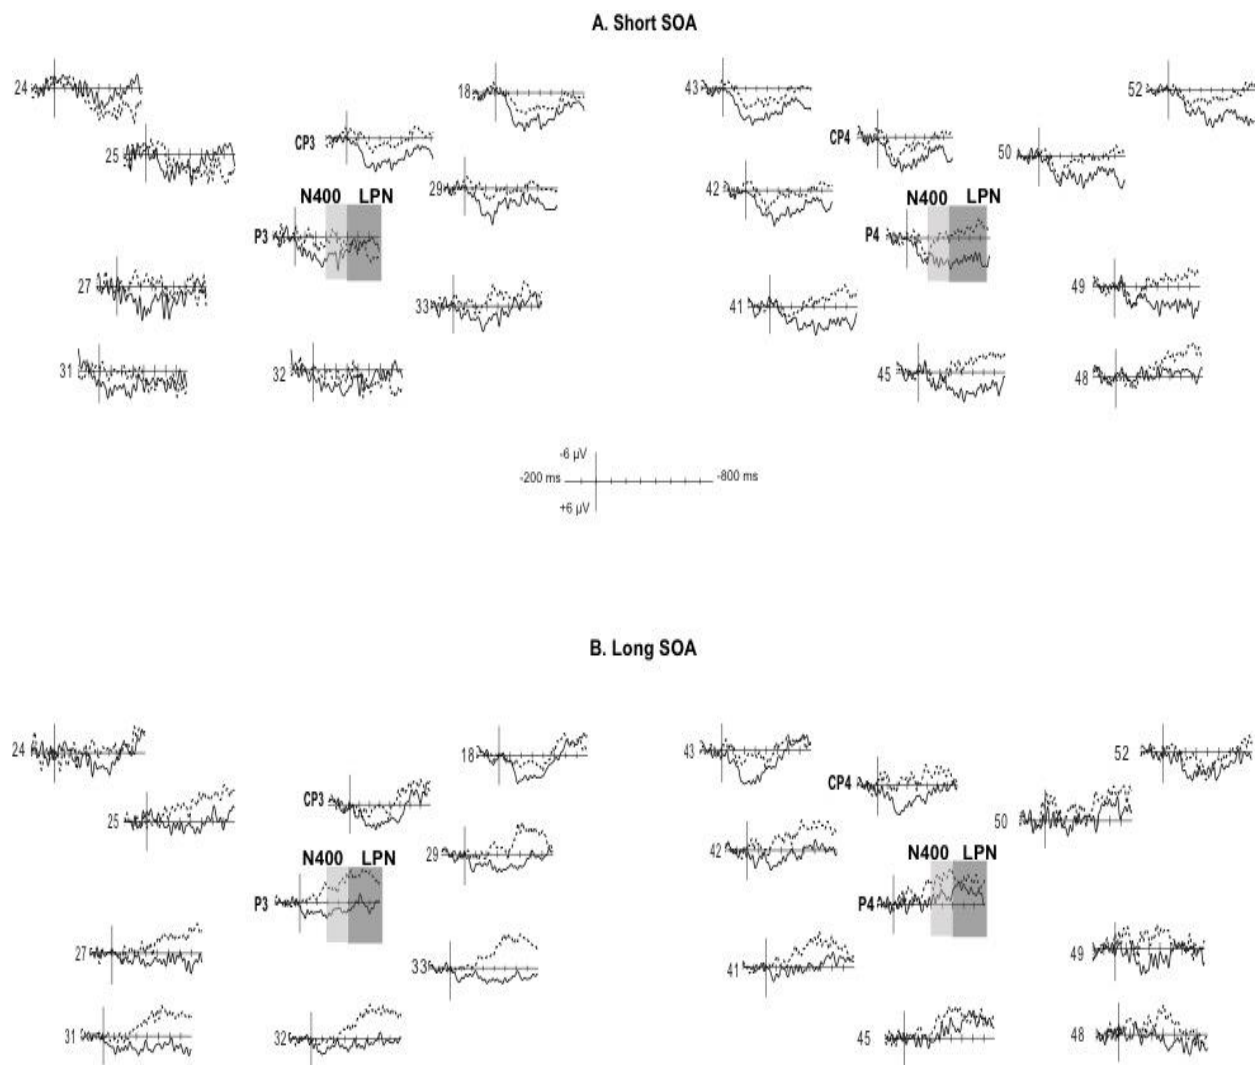 A. Short SOA
24
18
43
52
25
CP3
CP4
50
29
42
N400 LPN
N400 LPN
P3
P4
27
33
41
49
31
32
45
48
-6 µV
-200 ms
-800 ms
+6 µV
B. Long SOA
24
18
43
52
25
CP3
CP4
50
29
42
N400 LPN
N400 LPN
P3
P4
27
33
41
49
31
32
45
48